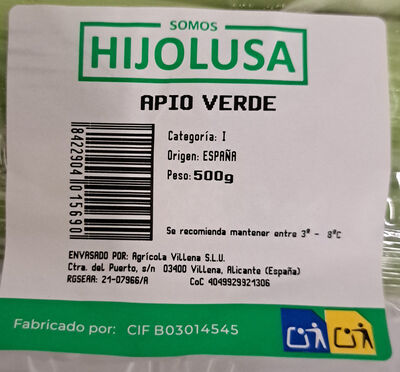 SOMOS
HIJOLUSA
APIO VERDE
8422904015690
Categoría: I
Origen: ESPAÑA
Peso: 500g
Se recomienda mantener entre 3º - 8ºC
ENVASADO POR: Agrícola Villena S.L.U.
Ctra. del Puerto, s/n 03400 Villena, Alicante (España)
RGSEAA: 21-07966/A CoC 4049929921306
Fabricado por: CIF B03014545